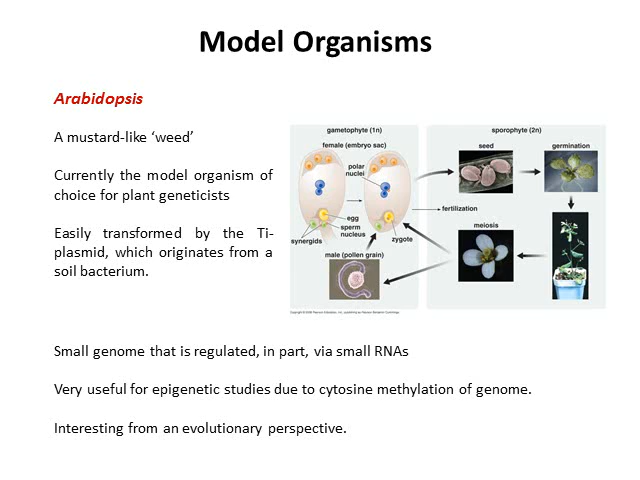 Model Organisms
Arabidopsis
A mustard-like ‘weed’
Currently the model organism of
choice for plant geneticists
Easily transformed by the Ti-
plasmid, which originates from a
soil bacterium.
gametophyte (1n)
female (embryo sac)
polar
nuclei
egg
sperm
nucleus
synergids
zygote
male (pollen grain)
sporophyte (2n)
seed
germination
fertilization
meiosis
Small genome that is regulated, in part, via small RNAs
Very useful for epigenetic studies due to cytosine methylation of genome.
Interesting from an evolutionary perspective.